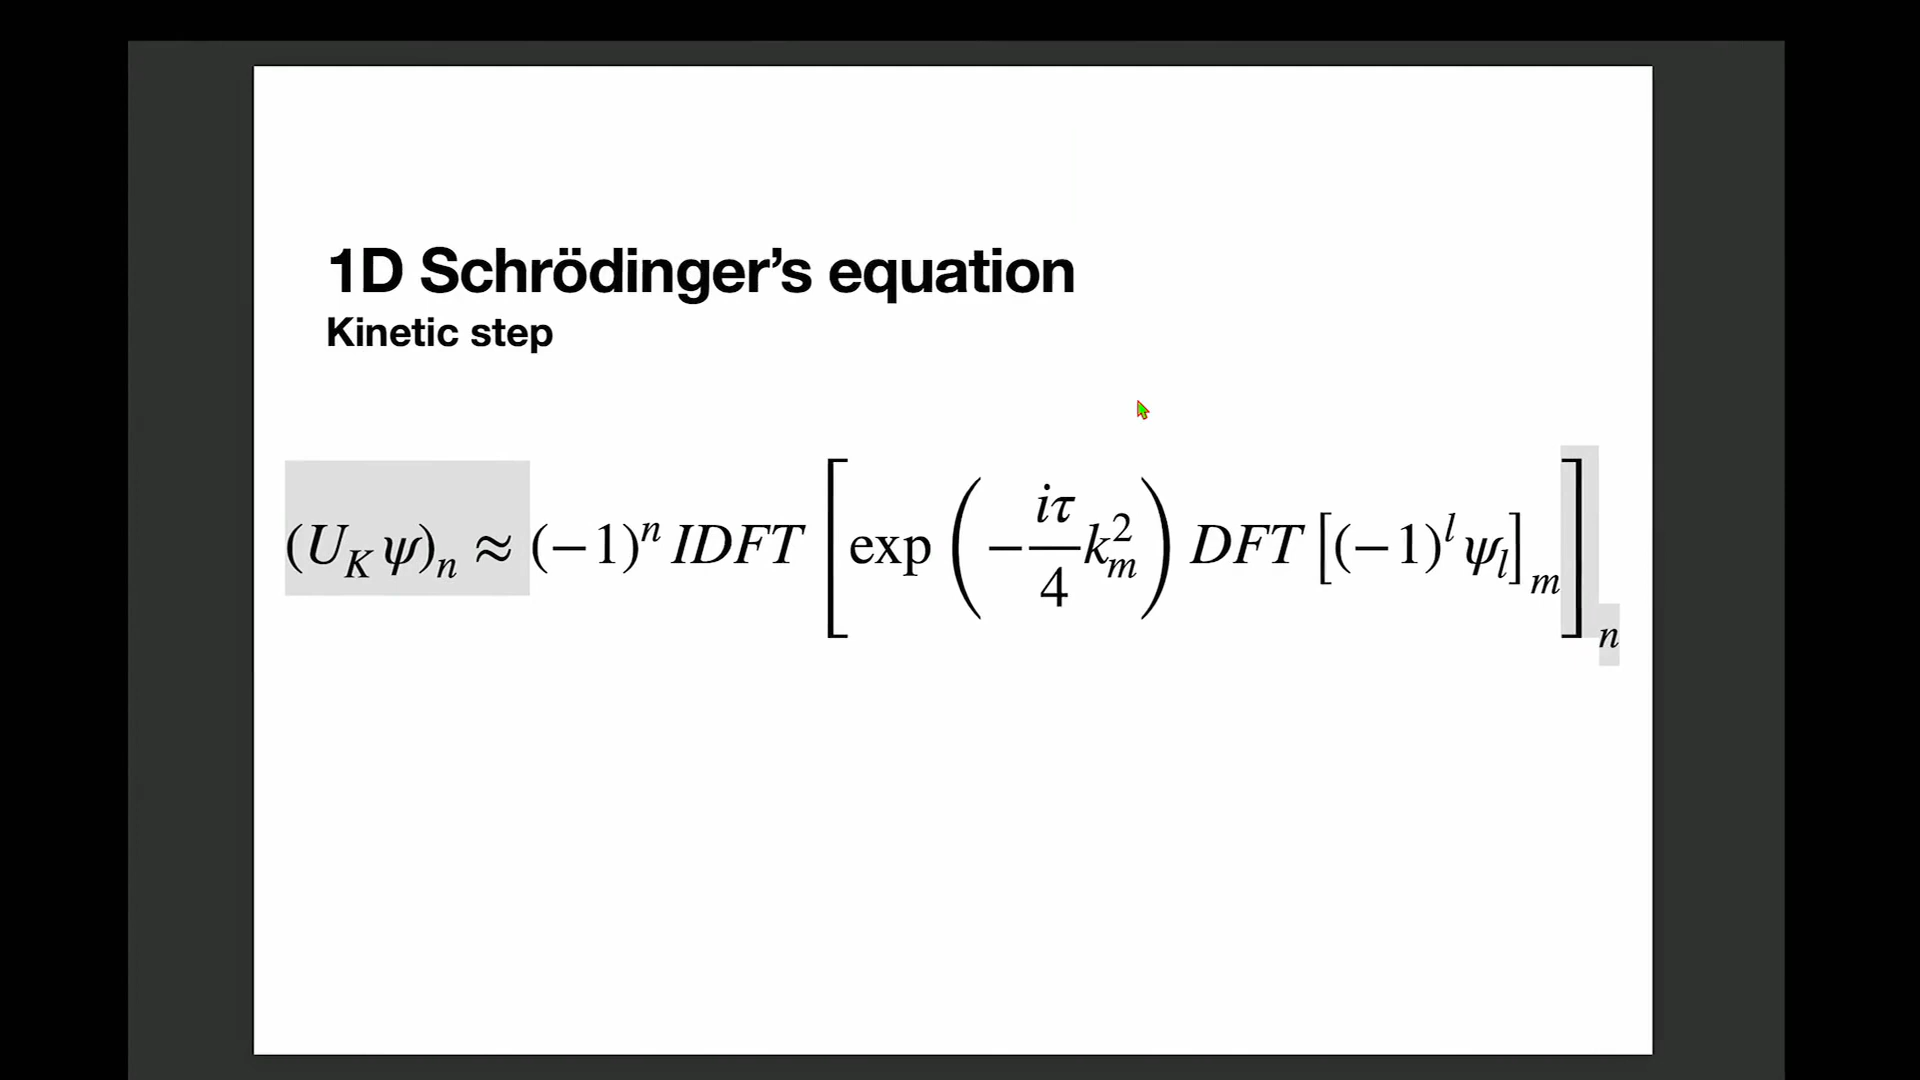 1D Schrödinger’s equation
Kinetic step
(U_K ψ)_n ≈ (−1)^n IDFT [exp (−iτ/4 k_m^2) DFT [(−1)^l ψ_l]_m]_n